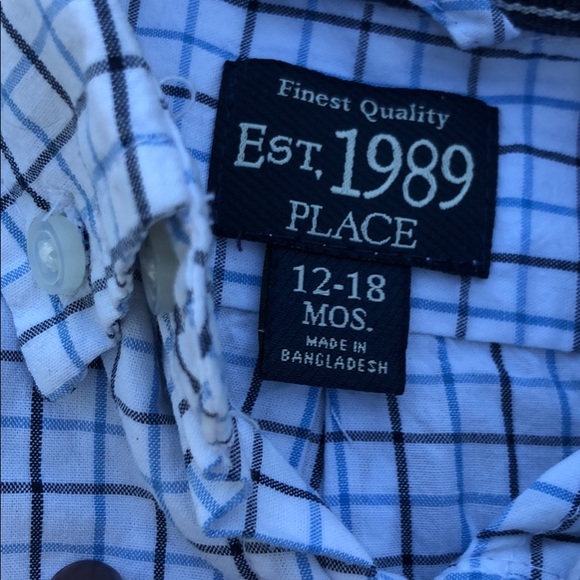 Finest Quality
EST. 1989
PLACE
12-18
MOS.
MADE IN
BANGLADESH